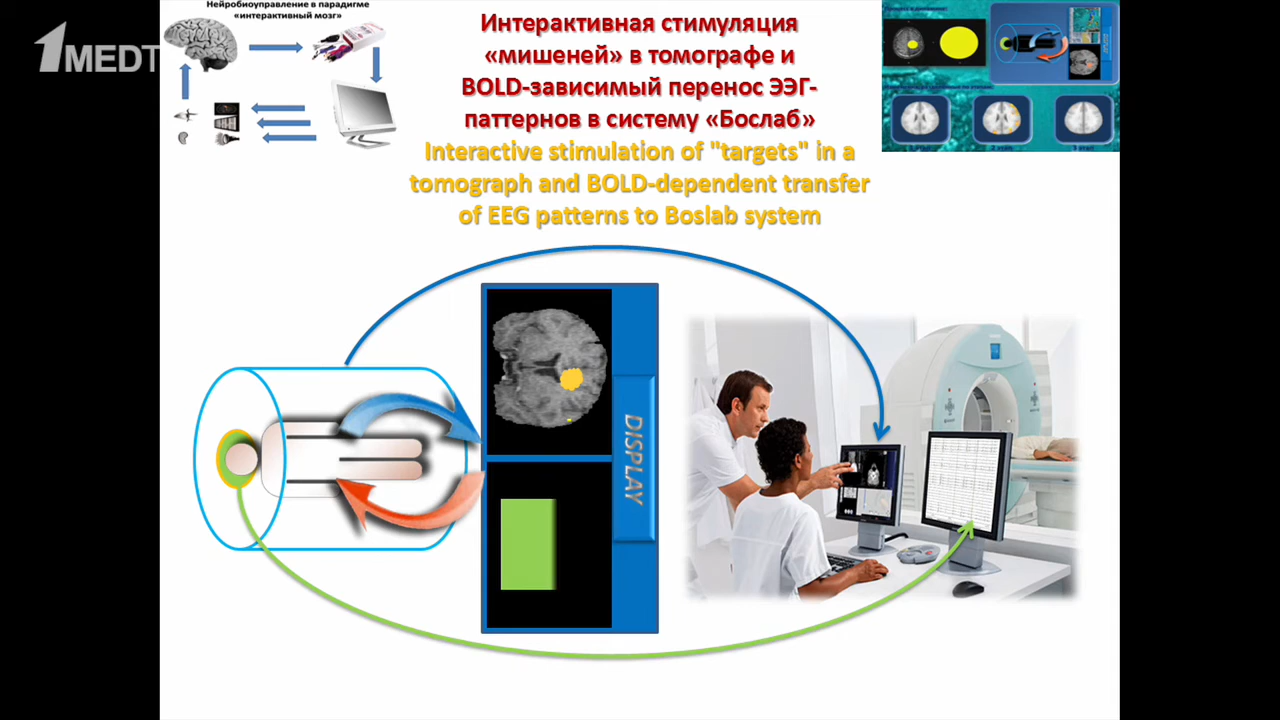 Нейробиоуправление в парадигме
«интерактивный мозг»
1MEDT
Интерактивная стимуляция
«мишеней» в томографе и
BOLD-зависимый перенос ЭЭГ-
паттернов в систему «Бослаб»
Interactive stimulation of "targets" in a
tomograph and BOLD-dependent transfer
of EEG patterns to Boslab system
DISPLAY